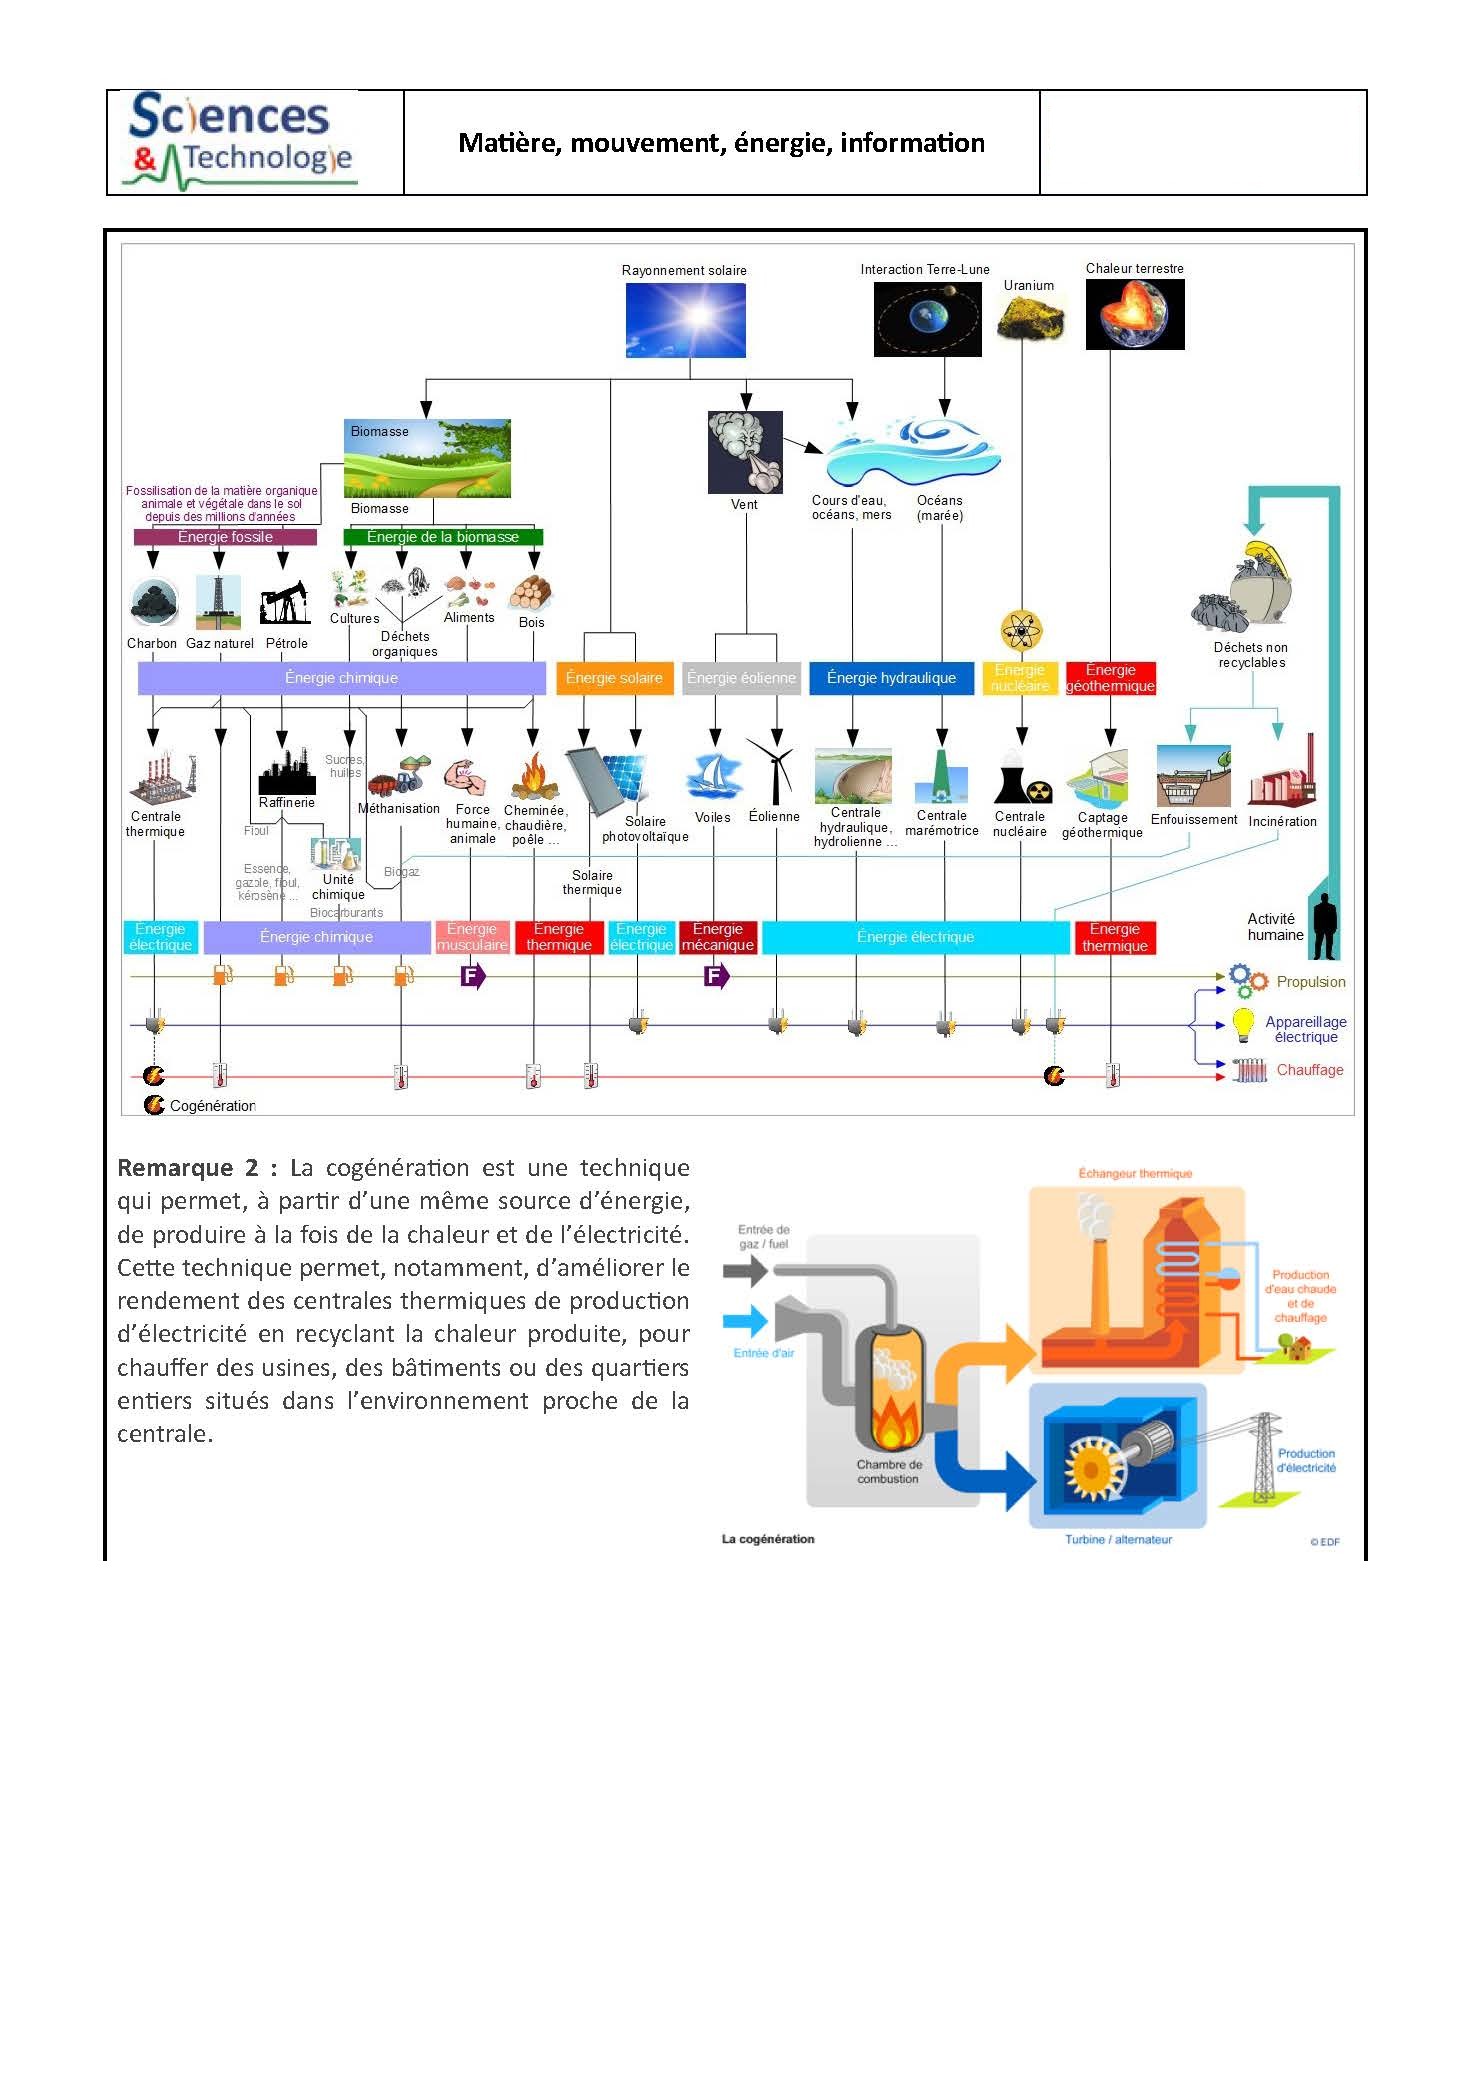 Sciences
& Technologie
Matière, mouvement, énergie, information
Rayonnement solaire
Interaction Terre-Lune
Uranium
Chaleur terrestre
Biomasse
Biomasse
Vent
Cours d'eau,
océans, mers
Océans
(marée)
Fossilisation de la matière organique
animale et végétale dans le sol
depuis des millions d'années
Énergie fossile
Énergie de la biomasse
Charbon
Gaz naturel
Pétrole
Cultures
Déchets
organiques
Aliments
Bois
Déchets non
recyclables
Énergie chimique
Énergie solaire
Énergie éolienne
Énergie hydraulique
Énergie
nucléaire
Énergie
géothermique
Centrale
thermique
Raffinerie
Sucres,
huiles
Méthanisation
Force
humaine,
animale
Cheminée,
chaudière,
poêle ...
Solaire
photovoltaïque
Solaire
thermique
Voiles
Éolienne
Centrale
hydraulique,
hydrolienne ...
Centrale
marémotrice
Centrale
nucléaire
Captage
géothermique
Enfouissement
Incinération
Fioul
Essence,
gazole, fioul,
kérosène ...
Unité
chimique
Biocarburants
Biogaz
Activité
humaine
Énergie
électrique
Énergie chimique
Énergie
musculaire
Énergie
thermique
Énergie
électrique
Énergie
mécanique
Énergie électrique
Énergie
thermique
F
F
Propulsion
Appareillage
électrique
Chauffage
Cogénération
Remarque 2 : La cogénération est une technique
qui permet, à partir d’une même source d’énergie,
de produire à la fois de la chaleur et de l’électricité.
Cette technique permet, notamment, d’améliorer le
rendement des centrales thermiques de production
d’électricité en recyclant la chaleur produite, pour
chauffer des usines, des bâtiments ou des quartiers
entiers situés dans l’environnement proche de la
centrale.
Échangeur thermique
Entrée de
gaz / fuel
Entrée d'air
Chambre de
combustion
Production
d'eau chaude
et de
chauffage
Production
d'électricité
La cogénération
Turbine / alternateur
© EDF